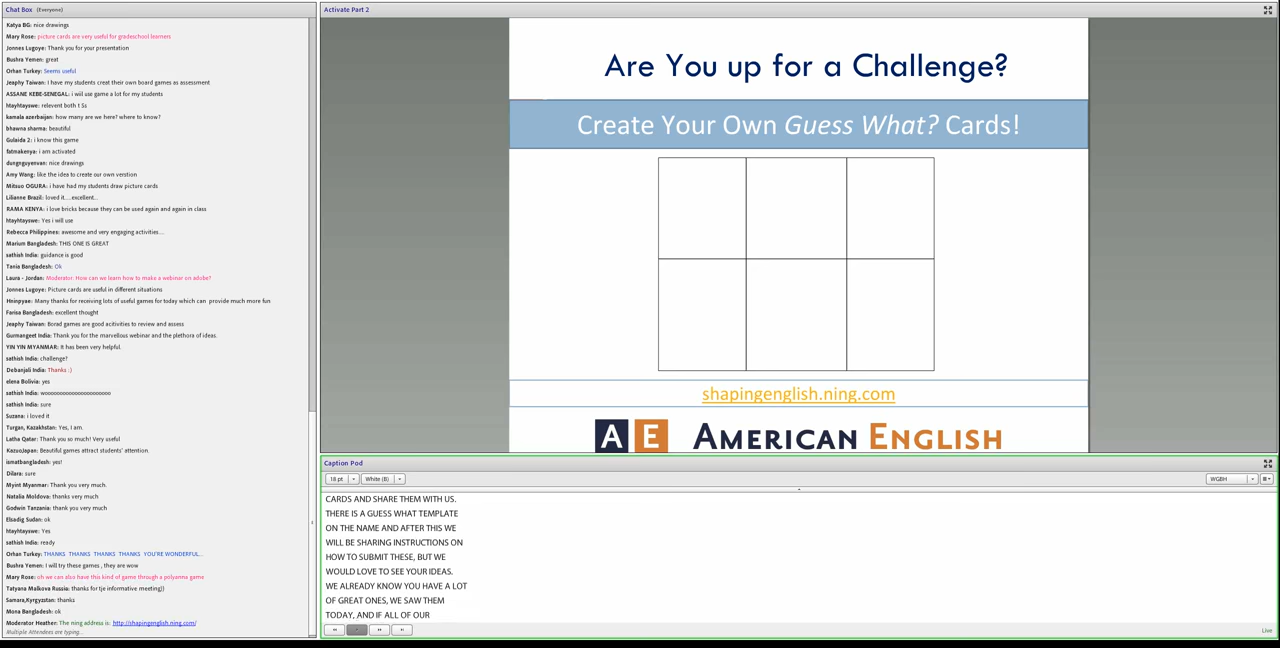 Chat Box (Everyone)
Katya BG: nice drawings
Mary Rose: picture cards are very useful for gradeschool learners
Jonnes Lugoye: Thank you for your presentation
Bushra Yemen: great
Orhan Turkey: Seems useful
Jeaphy Taiwan: I have my students creat their own board games as assessment
ASSANE KEBE-SENEGAL: i will use game a lot for my students
htayhtayswe: relevent both t Ss
kamala azerbaijan: how many are we here? where to know?
bhawna sharma: beautiful
Gulaida 2: i know this game
fatmakenya: i am activated
dungnguyenvan: nice drawings
Amy Wang: like the idea to create our own verstion
Mitsuo OGURA: i have had my students draw picture cards
Lilianne Brazil: loved it....excellent...
RAMA KENYA: i love bricks because they can be used again and again in class
htayhtayswe: Yes i will use
Rebecca Philippines: awesome and very engaging activities...
Marium Bangladesh: THIS ONE IS GREAT
sathish India: guidance is good
Tania Bangladesh: Ok
Laura - Jordan: Moderator: How can we learn how to make a webinar on adobe?
Jonnes Lugoye: Picture cards are useful in different situations
Hninpyae: Many thanks for receiving lots of useful games for today which can provide much more fun
Farisa Bangladesh: excellent thought
Jeaphy Taiwan: Borad games are good acitivities to review and assess
Gurmangeet India: Thank you for the marvellous webinar and the plethora of ideas.
YIN YIN MYANMAR: It has been very helpful.
sathish India: challenge?
Debanjali India: Thanks :)
elena Bolivia: yes
sathish India: wooooooooooooooooooooooo
sathish India: sure
Suzana: i loved it
Turgan, Kazakhstan: Yes, I am.
Latha Qatar: Thank you so much! Very useful
KazuoJapan: Beautiful games attract students' attention.
ismatbangladesh: yes!
Dilara: sure
Myint Myanmar: Thank you very much.
Natalia Moldova: thanks very much
Godwin Tanzania: thank you very much
Elsadig Sudan: ok
htayhtayswe: Yes
sathish India: ready
Orhan Turkey: THANKS THANKS THANKS THANKS YOU'RE WONDERFUL...
Bushra Yemen: I will try these games , they are wow
Mary Rose: oh we can also have this kind of game through a polyanna game
Tatyana Malkova Russia: thanks for tje informative meeting))
Samara,Kyrgyzstan: thanks
Mona Bangladesh: ok
Moderator Heather: The ning address is: http://shapingenglish.ning.com/
Multiple Attendees are typing...
Activate Part 2
Are You up for a Challenge?
Create Your Own Guess What? Cards!
shapingenglish.ning.com
AE AMERICAN ENGLISH
Caption Pod
18 pt White (B) WGBH
CARDS AND SHARE THEM WITH US.
THERE IS A GUESS WHAT TEMPLATE
ON THE NAME AND AFTER THIS WE
WILL BE SHARING INSTRUCTIONS ON
HOW TO SUBMIT THESE, BUT WE
WOULD LOVE TO SEE YOUR IDEAS.
WE ALREADY KNOW YOU HAVE A LOT
OF GREAT ONES, WE SAW THEM
TODAY, AND IF ALL OF OUR
Live